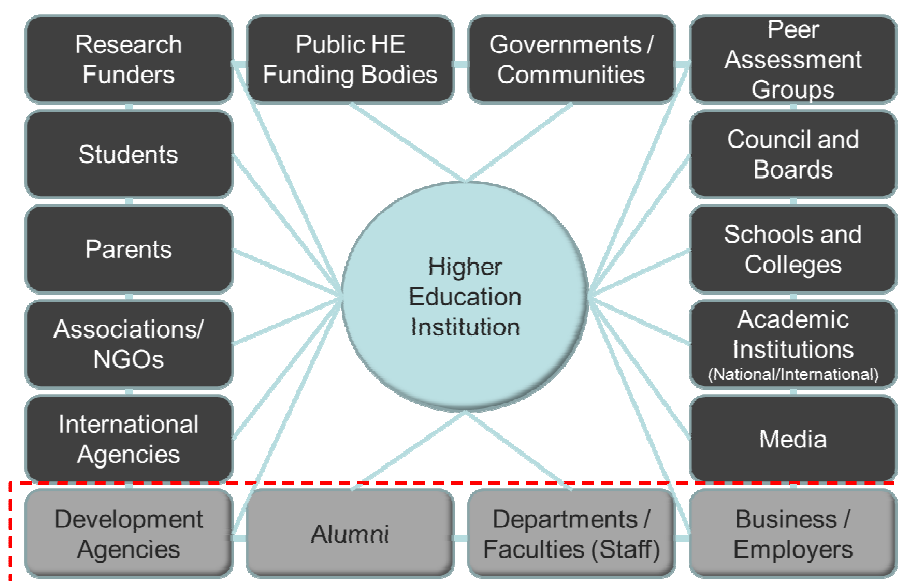 Research
Funders
Public HE
Funding Bodies
Governments /
Communities
Peer
Assessment
Groups
Students
Council and
Boards
Parents
Higher
Education
Institution
Schools and
Colleges
Associations/
NGOs
Academic
Institutions
(National/International)
International
Agencies
Media
Development
Agencies
Alumni
Departments /
Faculties (Staff)
Business /
Employers